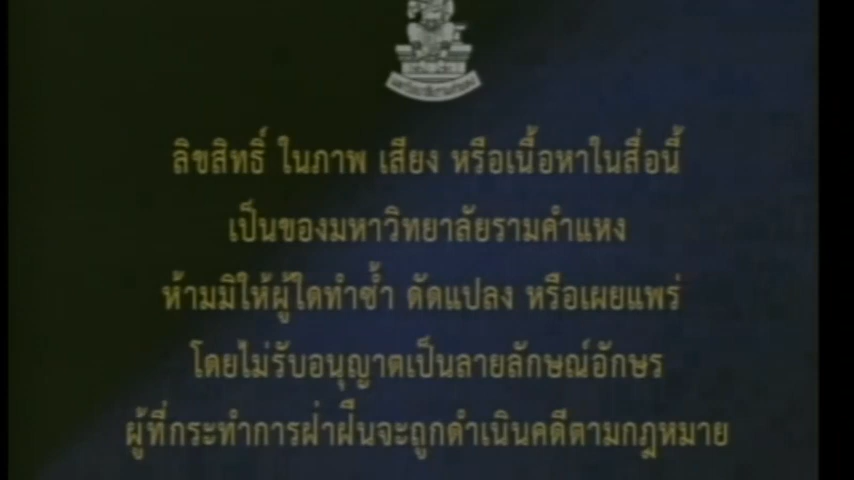 ลิขสิทธิ์ ในภาพ เสียง หรือเนื้อหาในสื่อนี้
เป็นของมหาวิทยาลัยรามคำแหง
ห้ามมิให้ผู้ใดทำซ้ำ ดัดแปลง หรือเผยแพร่
โดยไม่รับอนุญาตเป็นลายลักษณ์อักษร
ผู้ที่กระทำการฝ่าฝืนจะถูกดำเนินคดีตามกฎหมาย